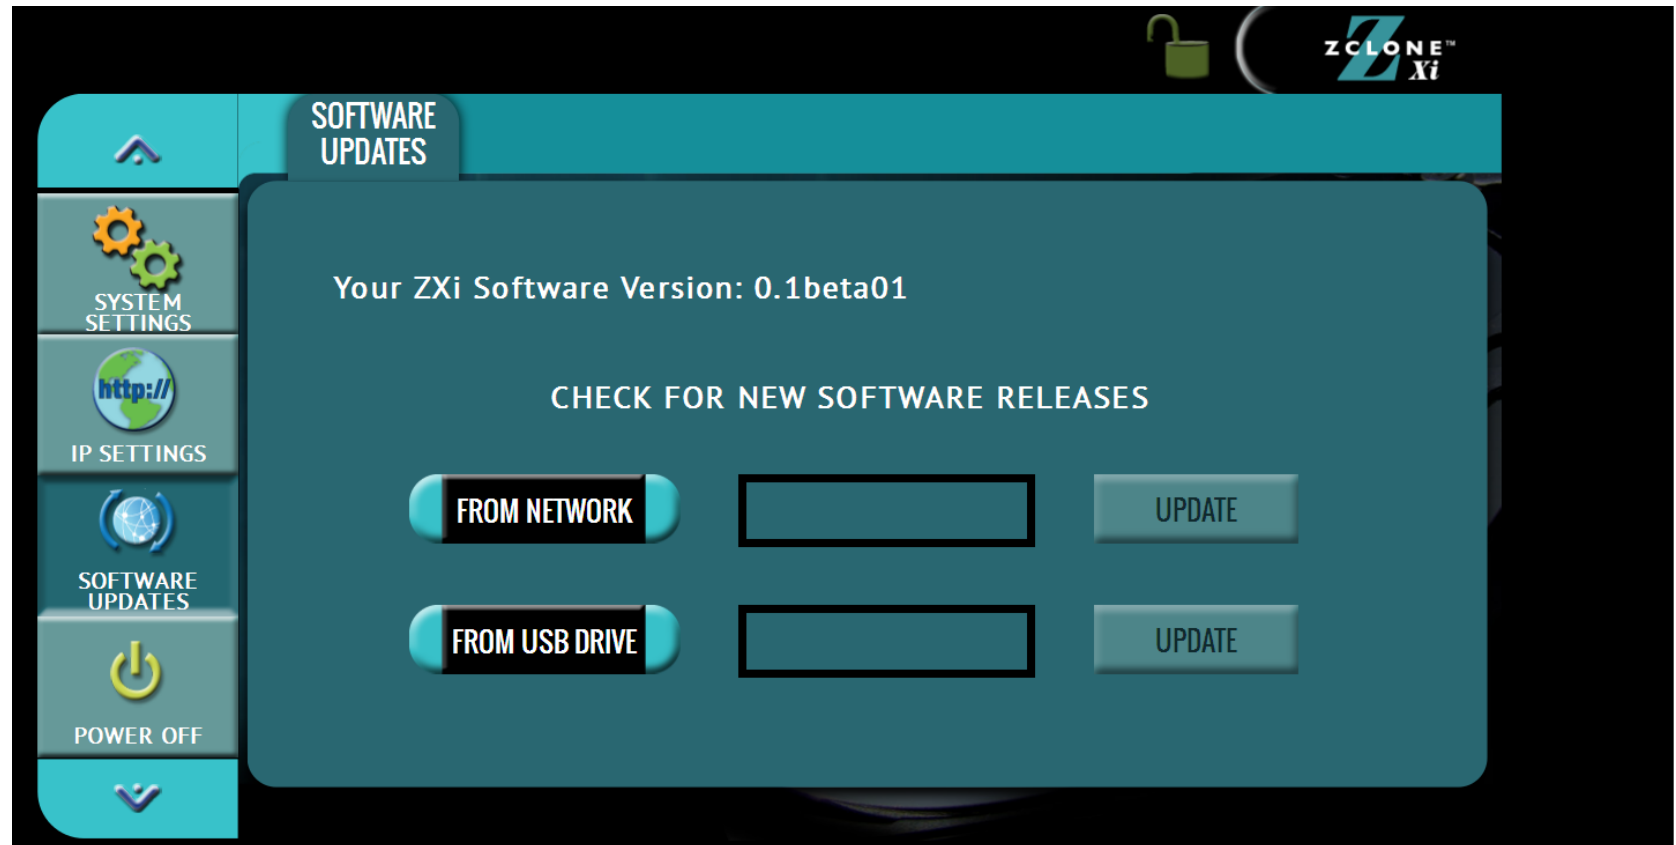 ZCLONE™
Xi
SOFTWARE
UPDATES
SYSTEM
SETTINGS
http://
IP SETTINGS
SOFTWARE
UPDATES
POWER OFF
Your ZXi Software Version: 0.1beta01
CHECK FOR NEW SOFTWARE RELEASES
FROM NETWORK
UPDATE
FROM USB DRIVE
UPDATE